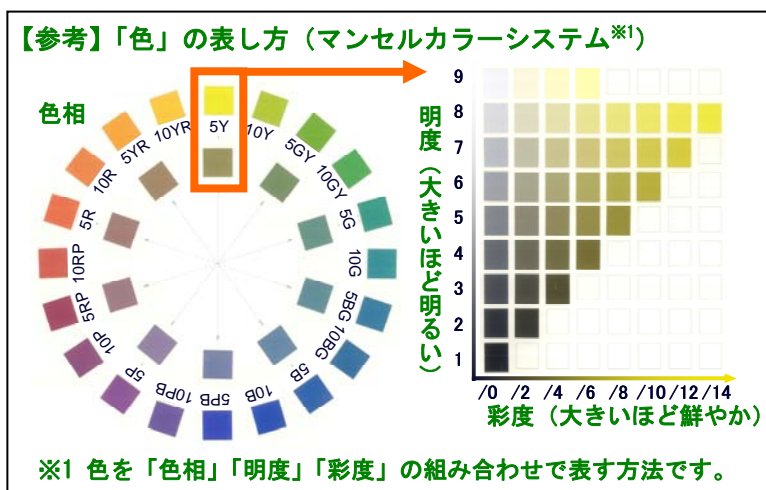 【参考】「色」の表し方（マンセルカラーシステム※1）
色相
5Y
10Y
5GY
10GY
5G
10G
5BG
10BG
5B
10B
5PB
10PB
5P
10P
5RP
10RP
5R
10R
5YR
10YR
明度（大きいほど明るい）
9
8
7
6
5
4
3
2
1
/0 /2 /4 /6 /8 /10 /12 /14
彩度（大きいほど鮮やか）
※1 色を「色相」「明度」「彩度」の組み合わせで表す方法です。